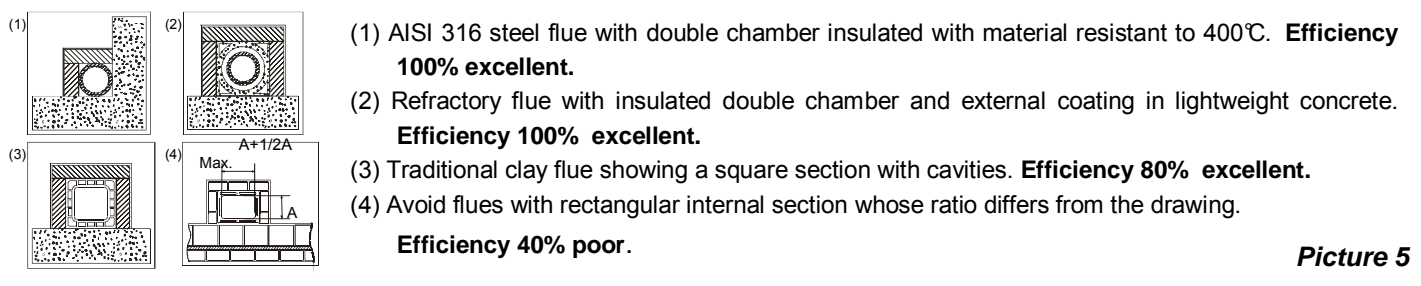 (1)
(2)
(3)
(4)
A+1/2A
Max.
A
(1) AISI 316 steel flue with double chamber insulated with material resistant to 400℃. Efficiency
100% excellent.
(2) Refractory flue with insulated double chamber and external coating in lightweight concrete.
Efficiency 100% excellent.
(3) Traditional clay flue showing a square section with cavities. Efficiency 80% excellent.
(4) Avoid flues with rectangular internal section whose ratio differs from the drawing.
Efficiency 40% poor.
Picture 5